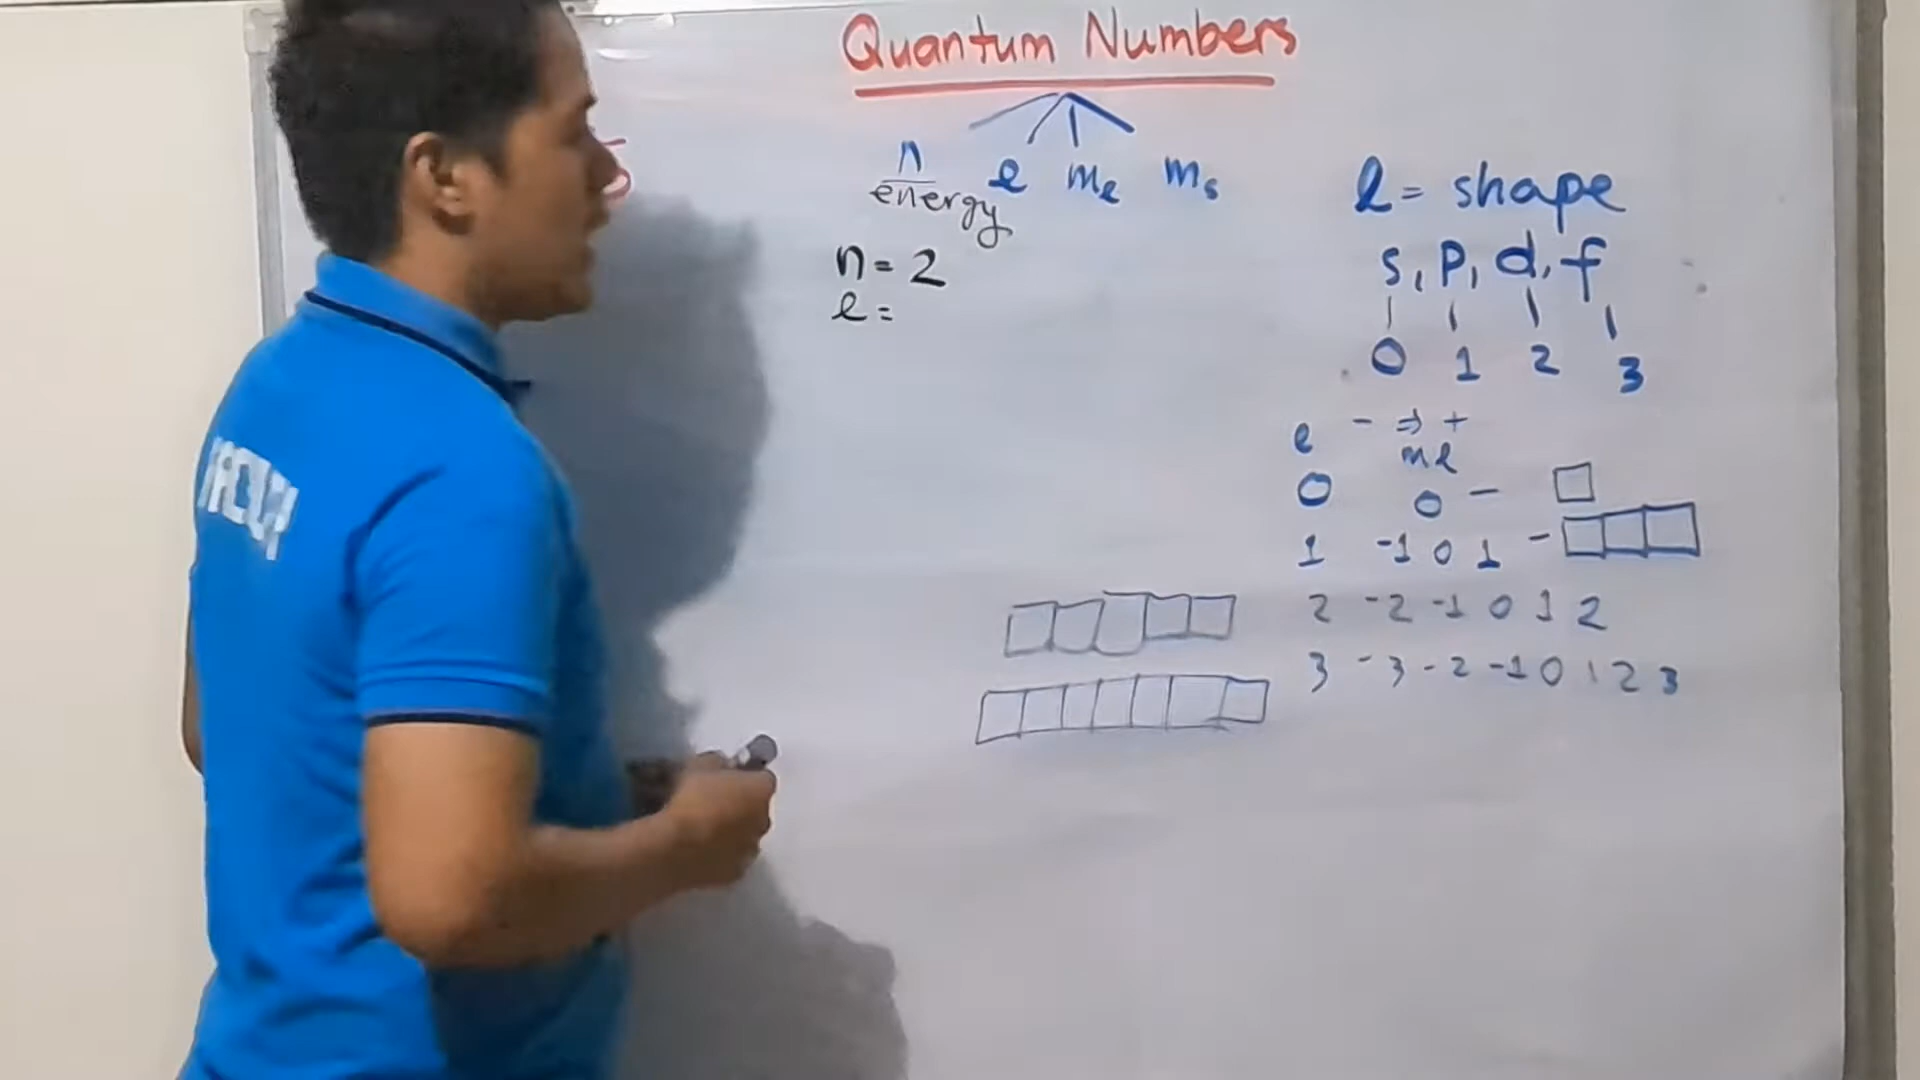 Quantum Numbers
n ℓ mℓ ms
energy
n = 2
ℓ =
ℓ = shape
s, p, d, f
0 1 2 3
ℓ - ⇒ +
mℓ
0 0 -
1 -1 0 1 -
2 -2 -1 0 1 2
3 -3 -2 -1 0 1 2 3